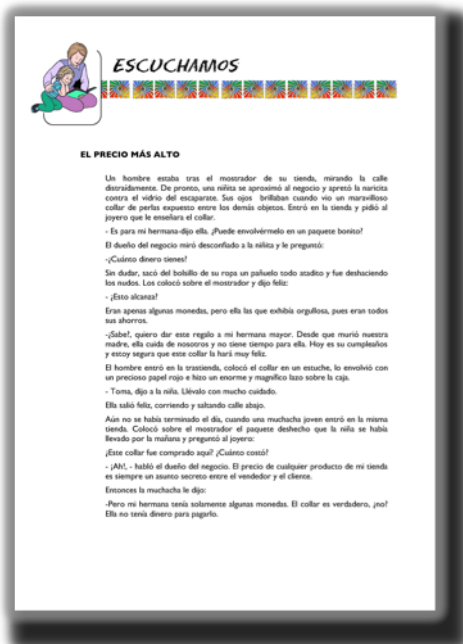 ESCUCHAMOS
EL PRECIO MÁS ALTO
Un hombre estaba tras el mostrador de su tienda, mirando la calle
distraídamente. De pronto, una niñita se aproximó al negocio y apretó la naricita
contra el vidrio del escaparate. Sus ojos brillaban cuando vio un maravilloso
collar de perlas expuesto entre los demás objetos. Entró en la tienda y pidió al
joyero que le enseñara el collar.
- Es para mi hermana-dijo ella. ¿Puede envolvérmelo en un paquete bonito?
El dueño del negocio miró desconfiado a la niñita y le preguntó:
-¿Cuánto dinero tienes?
Sin dudar, sacó del bolsillo de su ropa un pañuelo todo atadito y fue deshaciendo
los nudos. Los colocó sobre el mostrador y dijo feliz:
- ¡Esto alcanza!
Eran apenas algunas monedas, pero ella las que exhibía orgullosa, pues eran todos
sus ahorros.
-¿Sabe?, quiero dar este regalo a mi hermana mayor. Desde que murió nuestra
madre, ella cuida de nosotros y no tiene tiempo para ella. Hoy es su cumpleaños
y estoy segura que este collar la hará muy feliz.
El hombre entró en la trastienda, colocó el collar en un estuche, lo envolvió con
un precioso papel rojo e hizo un enorme y magnífico lazo sobre la caja.
- Toma, dijo a la niña. Llévalo con mucho cuidado.
Ella salió feliz, corriendo y saltando calle abajo.
Aún no se había terminado el día, cuando una muchacha joven entró en la misma
tienda. Colocó sobre el mostrador el paquete deshecho que la niña se había
llevado por la mañana y preguntó al joyero:
¿Este collar fue comprado aquí? ¿Cuánto costó?
- ¡Ah!, - habló el dueño del negocio. El precio de cualquier producto de mi tienda
es siempre un asunto secreto entre el vendedor y el cliente.
Entonces la muchacha le dijo:
-Pero mi hermana tenía solamente algunas monedas. El collar es verdadero, ¿no?
Ella no tenía dinero para pagarlo.